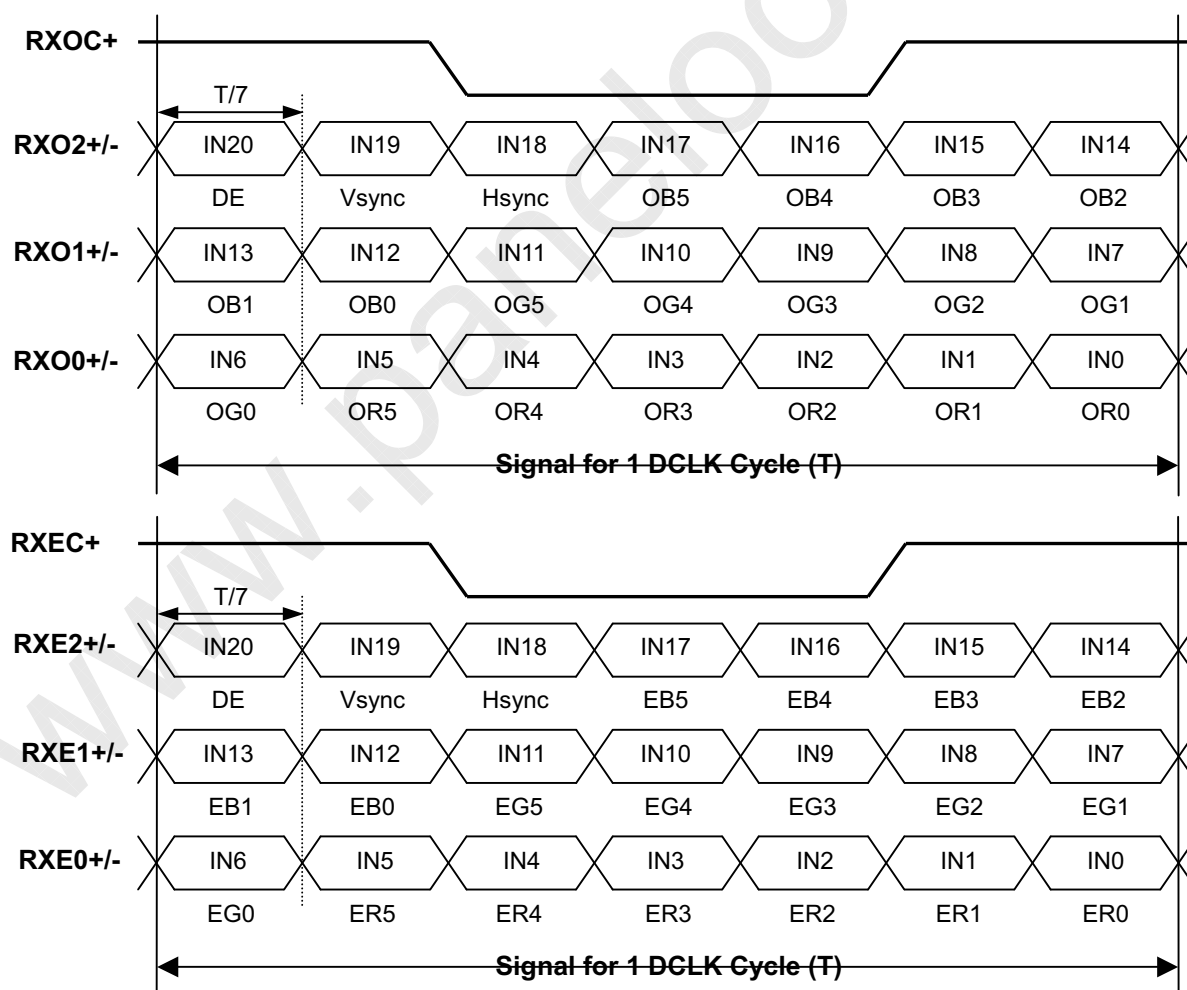 RXOC+
T/7
RXO2+/- IN20 IN19 IN18 IN17 IN16 IN15 IN14
DE Vsync Hsync OB5 OB4 OB3 OB2
RXO1+/- IN13 IN12 IN11 IN10 IN9 IN8 IN7
OB1 OB0 OG5 OG4 OG3 OG2 OG1
RXO0+/- IN6 IN5 IN4 IN3 IN2 IN1 IN0
OG0 OR5 OR4 OR3 OR2 OR1 OR0
Signal for 1 DCLK Cycle (T)
RXEC+
T/7
RXE2+/- IN20 IN19 IN18 IN17 IN16 IN15 IN14
DE Vsync Hsync EB5 EB4 EB3 EB2
RXE1+/- IN13 IN12 IN11 IN10 IN9 IN8 IN7
EB1 EB0 EG5 EG4 EG3 EG2 EG1
RXE0+/- IN6 IN5 IN4 IN3 IN2 IN1 IN0
EG0 ER5 ER4 ER3 ER2 ER1 ER0
Signal for 1 DCLK Cycle (T)
www.paneloo